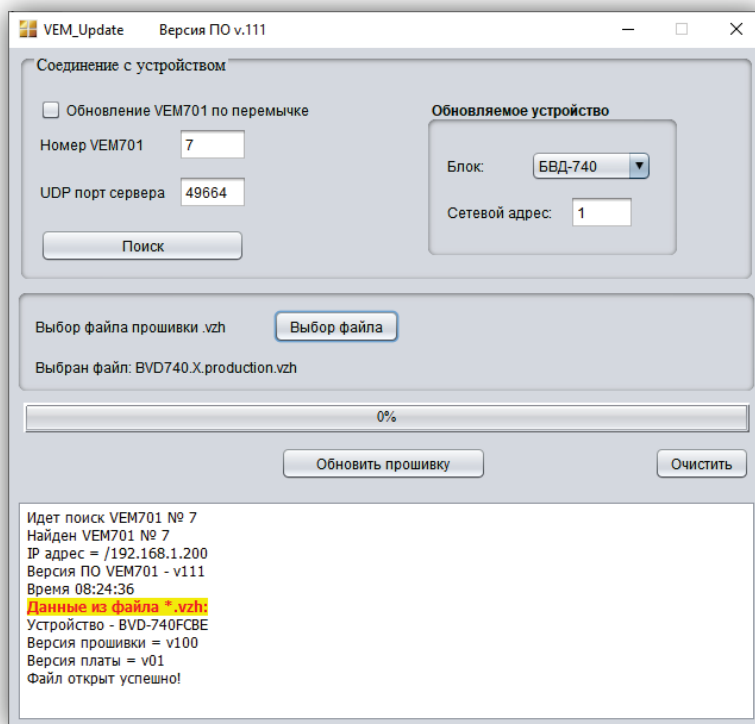 VEM_Update Версия ПО v.111
Соединение с устройством
Обновление VEM701 по перемычке
Обновляемое устройство
Номер VEM701 7
Блок: БВД-740
UDP порт сервера 49664
Сетевой адрес: 1
Поиск
Выбор файла прошивки .vzh Выбор файла
Выбран файл: BVD740.X.production.vzh
0%
Обновить прошивку Очистить
Идет поиск VEM701 № 7
Найден VEM701 № 7
IP адрес = /192.168.1.200
Версия ПО VEM701 - v111
Время 08:24:36
Данные из файла *.vzh:
Устройство - BVD-740FCBE
Версия прошивки = v100
Версия платы = v01
Файл открыт успешно!